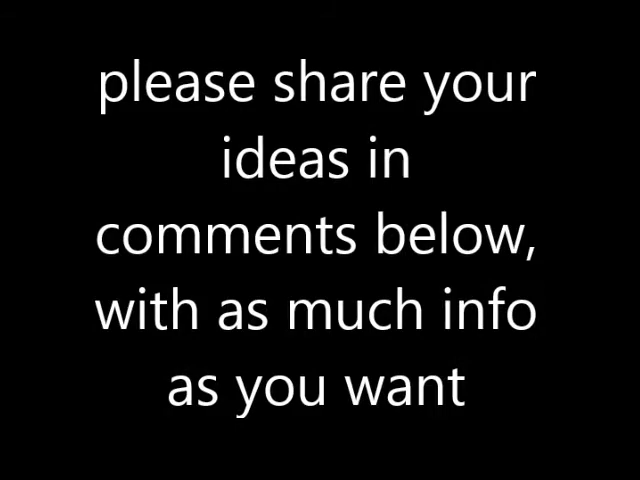 please share your
ideas in
comments below,
with as much info
as you want